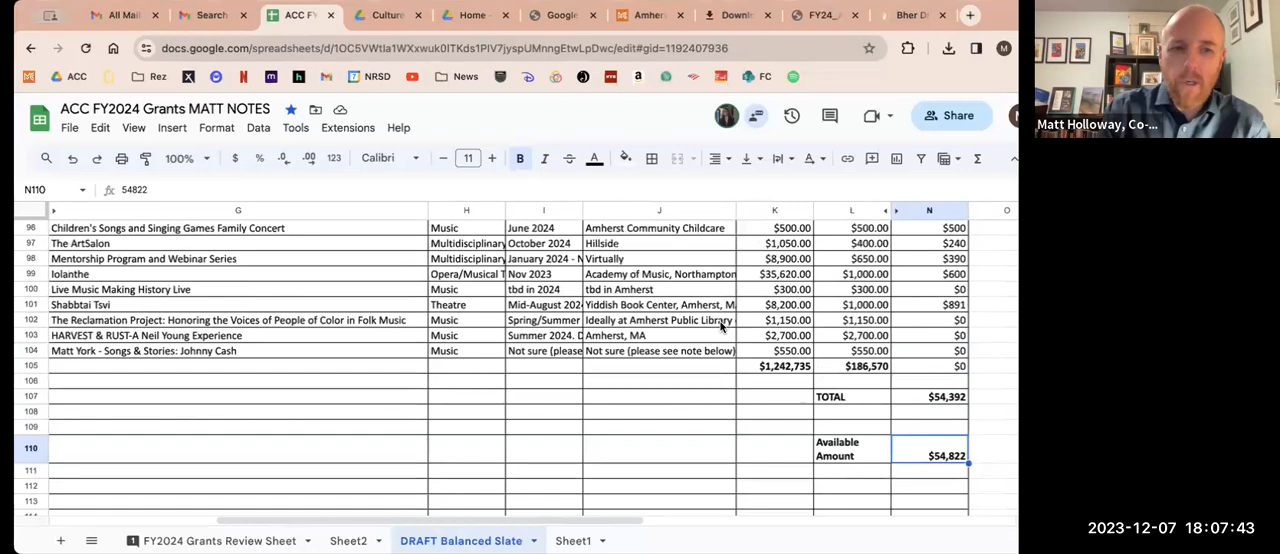 All Mail
Search
ACC FY
Culture
Home -
Google
Amher
Downl
FY24_
Bher D
docs.google.com/spreadsheets/d/1OC5VWtla1WXxwuk0ITKds1PIV7jyspUMnngEtwLpDwc/edit#gid=1192407936
M
ACC
Rez
NRSD
News
FC
ACC FY2024 Grants MATT NOTES
File Edit View Insert Format Data Tools Extensions Help
Share
100% $ % .0 .00 123 Calibri 11 B I A
N110 fx 54822
G H I J K L N O
96 Children's Songs and Singing Games Family Concert Music June 2024 Amherst Community Childcare $500.00 $500.00 $500
97 The ArtSalon Multidisciplinary October 2024 Hillside $1,050.00 $400.00 $240
98 Mentorship Program and Webinar Series Multidisciplinary January 2024 - N Virtually $8,900.00 $650.00 $390
99 Iolanthe Opera/Musical T Nov 2023 Academy of Music, Northampton $35,620.00 $1,000.00 $600
100 Live Music Making History Live Music tbd in 2024 tbd in Amherst $300.00 $300.00 $0
101 Shabbtai Tsvi Theatre Mid-August 202 Yiddish Book Center, Amherst, M $8,200.00 $1,000.00 $891
102 The Reclamation Project: Honoring the Voices of People of Color in Folk Music Music Spring/Summer Ideally at Amherst Public Library $1,150.00 $1,150.00 $0
103 HARVEST & RUST-A Neil Young Experience Music Summer 2024. D Amherst, MA $2,700.00 $2,700.00 $0
104 Matt York - Songs & Stories: Johnny Cash Music Not sure (please Not sure (please see note below) $550.00 $550.00 $0
105 $1,242,735 $186,570 $0
106
107 TOTAL $54,392
108
109
110 Available Amount $54,822
111
112
113
FY2024 Grants Review Sheet Sheet2 DRAFT Balanced Slate Sheet1
Matt Holloway, Co-...
2023-12-07 18:07:43